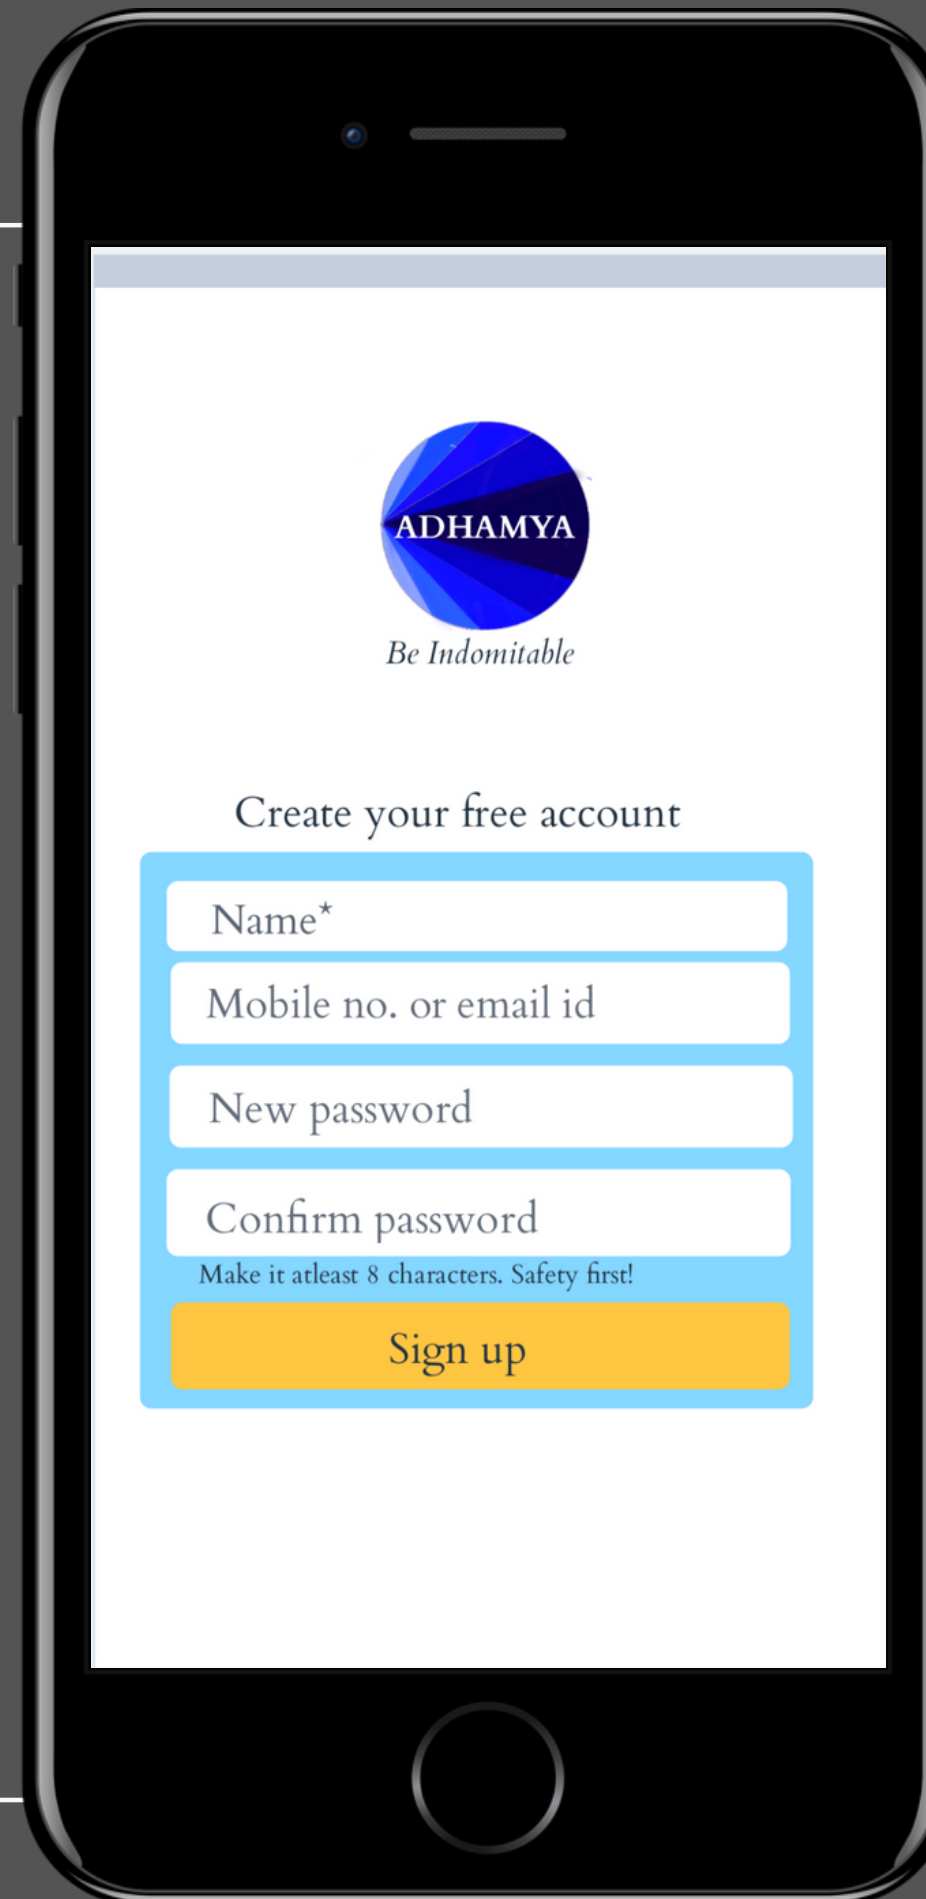 ADHAMYA
Be Indomitable
Create your free account
Name*
Mobile no. or email id
New password
Confirm password
Make it atleast 8 characters. Safety first!
Sign up